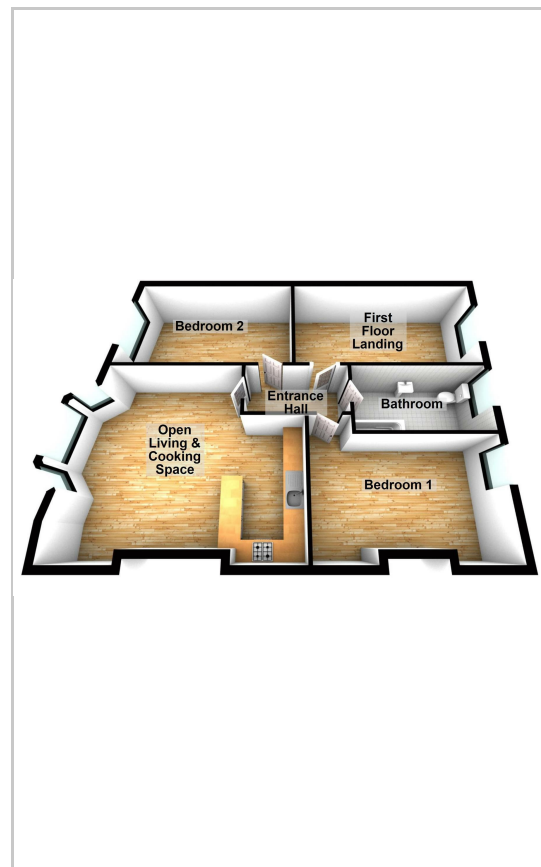 Bedroom 2
First
Floor
Landing
Entrance
Hall
Bathroom
Open
Living &
Cooking
Space
Bedroom 1